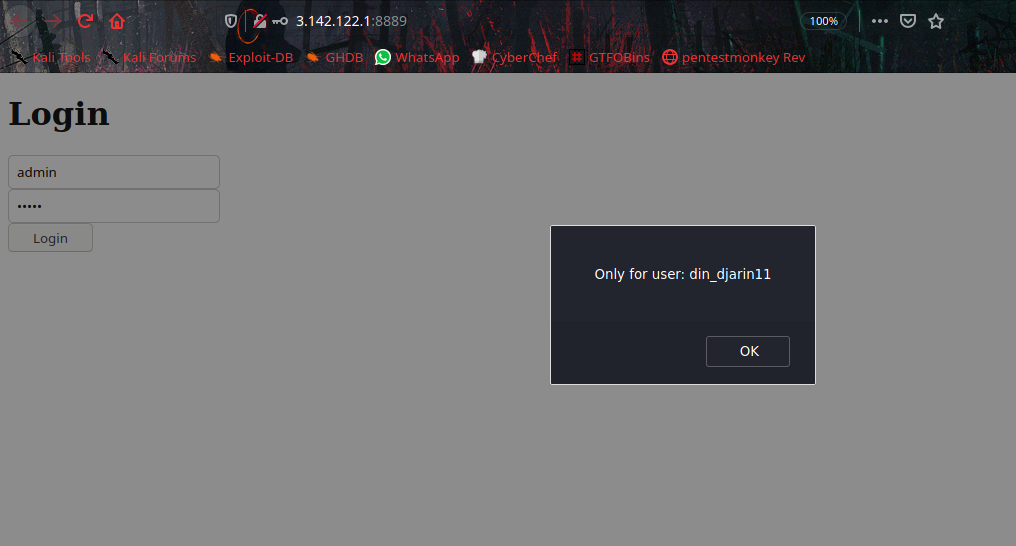 3.142.122.1:8889 100%
Kali Tools Kali Forums Exploit-DB GHDB WhatsApp CyberChef GTFOBins pentestmonkey Rev
Login
admin
•••••
Login
Only for user: din_djarin11
OK